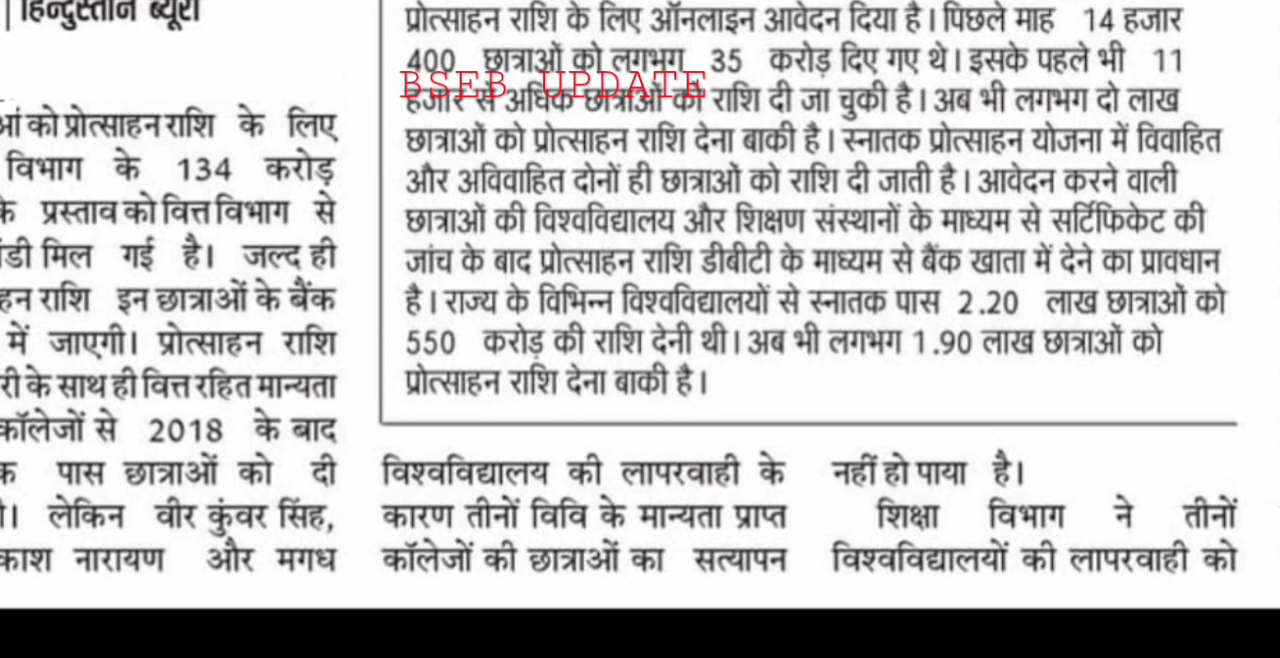 हिन्दुस्तान ब्यूरो
को प्रोत्साहन राशि के लिए
विभाग के 134 करोड़
प्रस्ताव को वित्त विभाग से
मिल गई है। जल्द ही
राशि इन छात्राओं के बैंक
में जाएगी। प्रोत्साहन राशि
के साथ ही वित्त रहित मान्यता
कॉलेजों से 2018 के बाद
पास छात्राओं को दी
लेकिन वीर कुंवर सिंह,
नारायण और मगध
प्रोत्साहन राशि के लिए ऑनलाइन आवेदन दिया है। पिछले माह 14 हजार
400 छात्राओं को लगभग 35 करोड़ दिए गए थे। इसके पहले भी 11
BSEB UPDATE
हजार से अधिक छात्राओं को राशि दी जा चुकी है। अब भी लगभग दो लाख
छात्राओं को प्रोत्साहन राशि देना बाकी है। स्नातक प्रोत्साहन योजना में विवाहित
और अविवाहित दोनों ही छात्राओं को राशि दी जाती है। आवेदन करने वाली
छात्राओं की विश्वविद्यालय और शिक्षण संस्थानों के माध्यम से सर्टिफिकेट की
जांच के बाद प्रोत्साहन राशि डीबीटी के माध्यम से बैंक खाता में देने का प्रावधान
है। राज्य के विभिन्न विश्वविद्यालयों से स्नातक पास 2.20 लाख छात्राओं को
550 करोड़ की राशि देनी थी। अब भी लगभग 1.90 लाख छात्राओं को
प्रोत्साहन राशि देना बाकी है।
विश्वविद्यालय की लापरवाही के
कारण तीनों विवि के मान्यता प्राप्त
कॉलेजों की छात्राओं का सत्यापन
नहीं हो पाया है।
शिक्षा विभाग ने तीनों
विश्वविद्यालयों की लापरवाही को